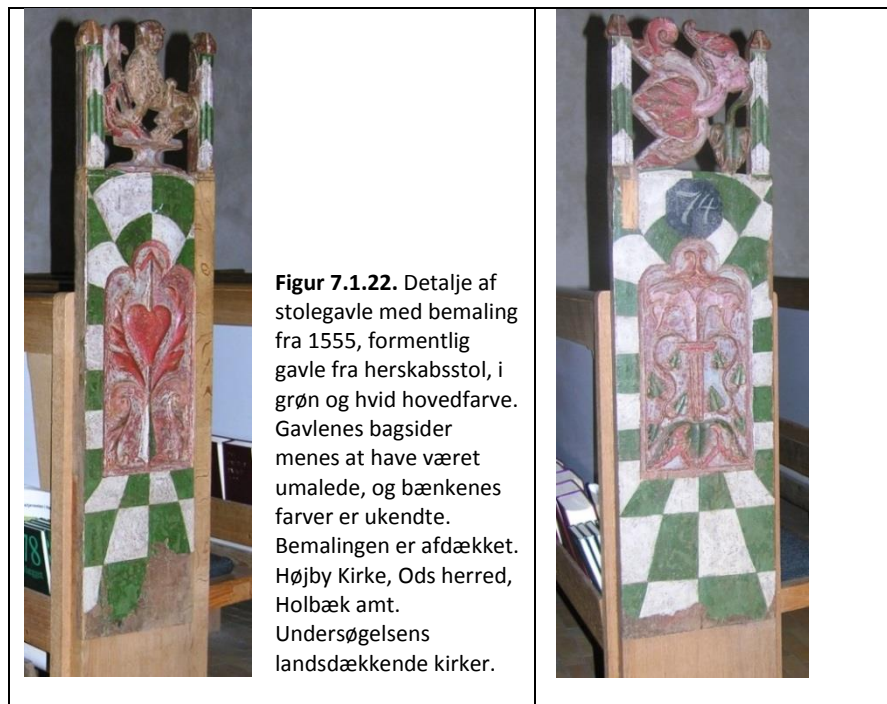 Figur 7.1.22. Detalje af
stolegavle med bemaling
fra 1555, formentlig
gavle fra herskabsstol, i
grøn og hvid hovedfarve.
Gavlenes bagsider
menes at have været
umalede, og bænkenes
farver er ukendte.
Bemalingen er afdækket.
Højby Kirke, Ods herred,
Holbæk amt.
Undersøgelsens
landsdækkende kirker.
78
74